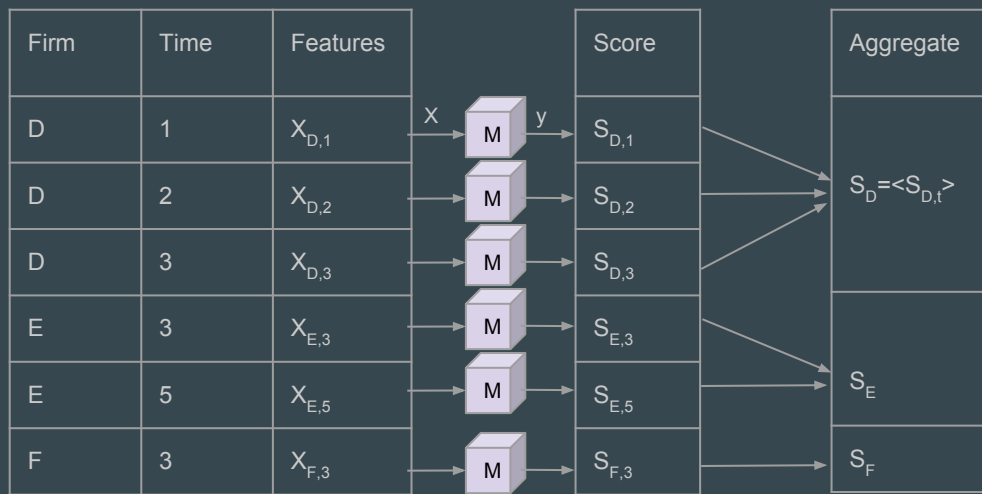 Firm Time Features Score Aggregate
D 1 X_{D,1} X M y S_{D,1}
D 2 X_{D,2} M S_{D,2} S_D=<S_{D,t}>
D 3 X_{D,3} M S_{D,3}
E 3 X_{E,3} M S_{E,3}
E 5 X_{E,5} M S_{E,5} S_E
F 3 X_{F,3} M S_{F,3} S_F